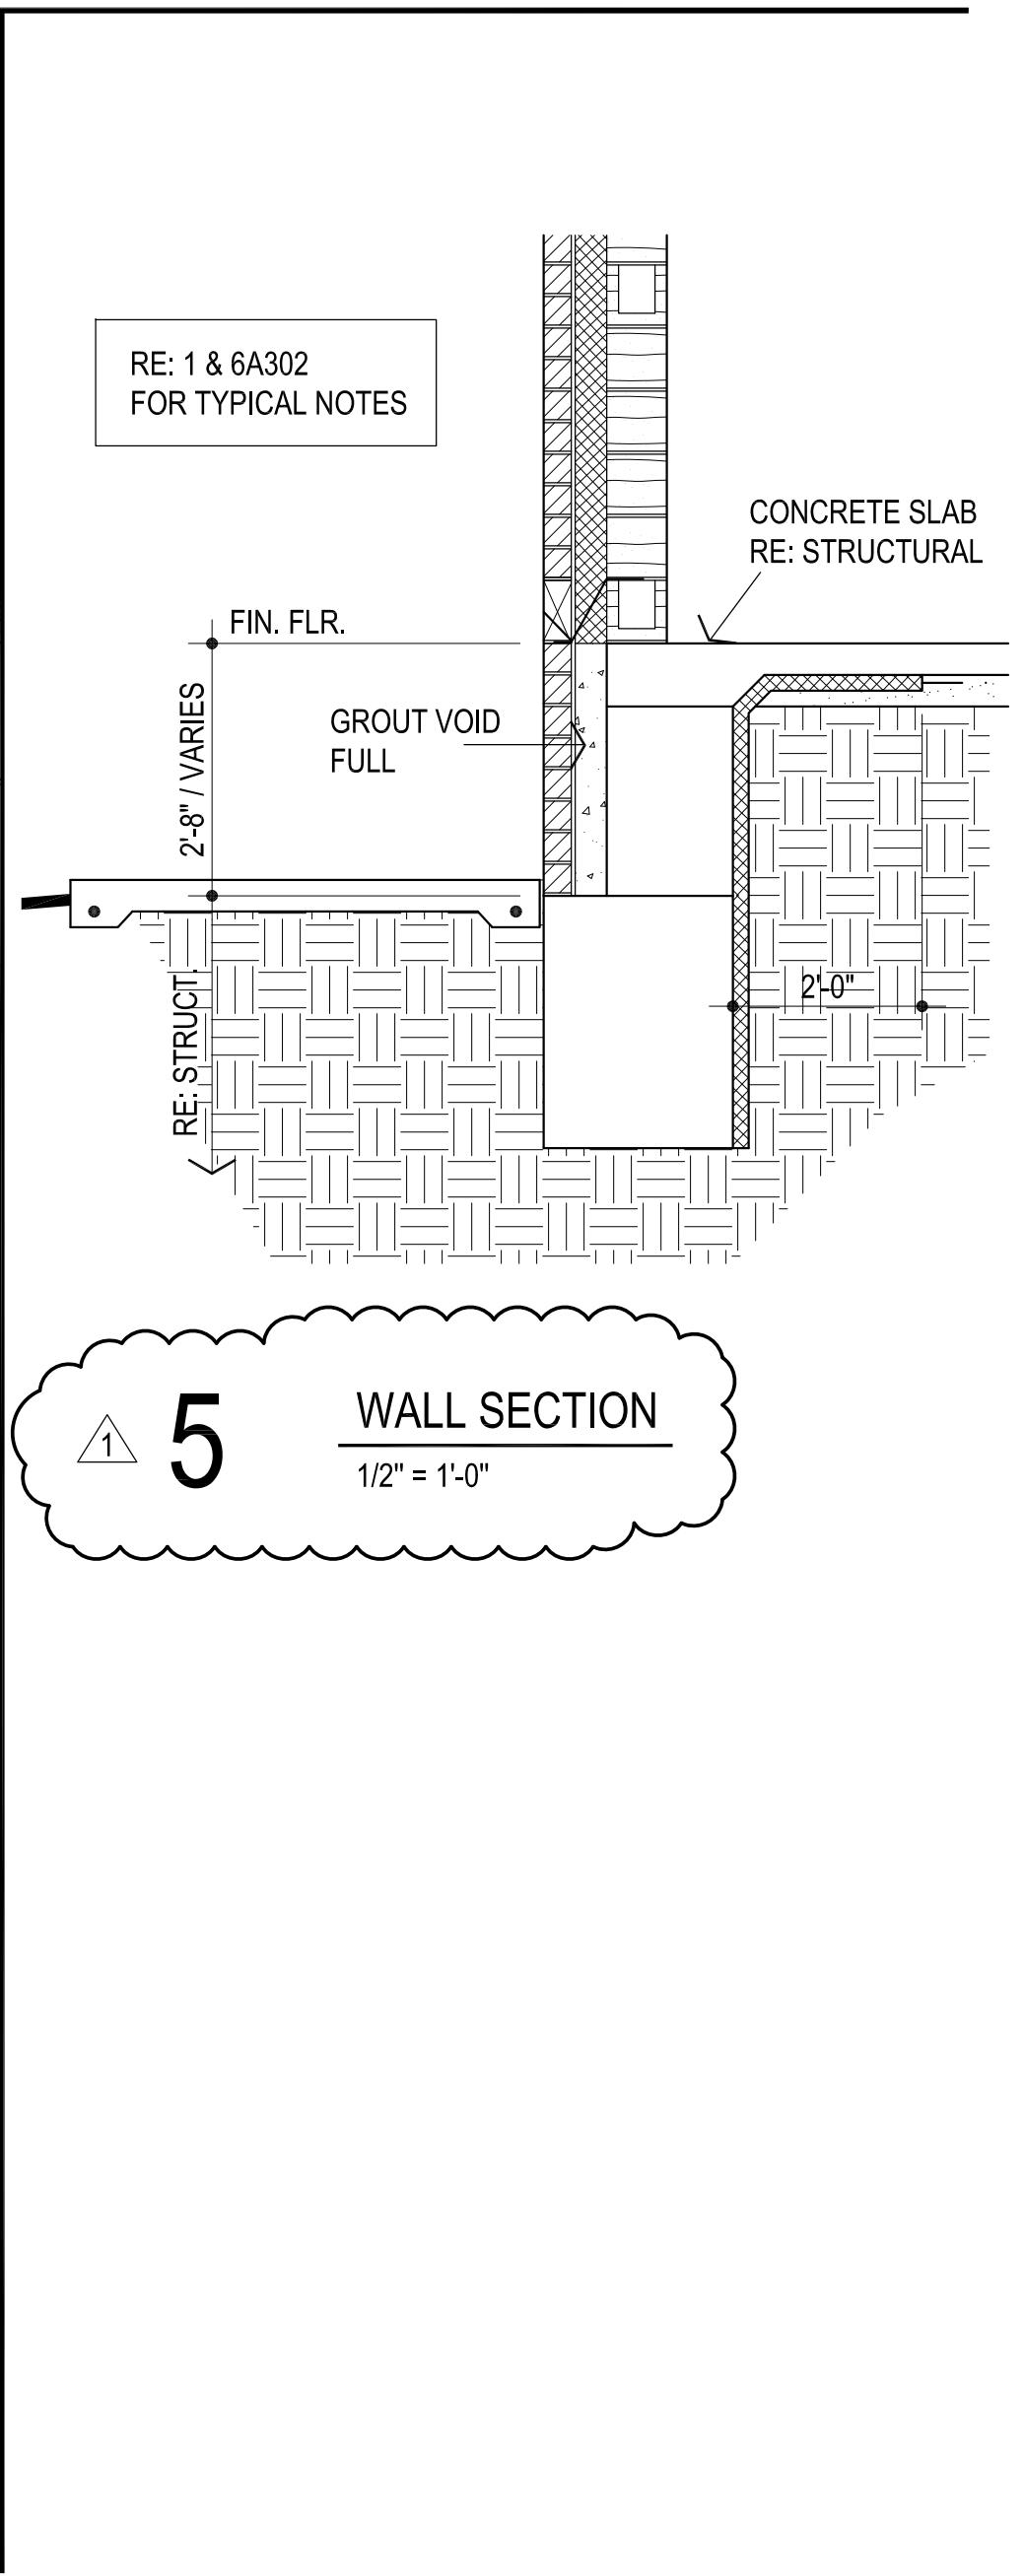 RE: 1 & 6A302
FOR TYPICAL NOTES
CONCRETE SLAB
RE: STRUCTURAL
FIN. FLR.
2'-8" / VARIES
GROUT VOID
FULL
RE: STRUCT.
2'-0"
1
5
WALL SECTION
1/2" = 1'-0"